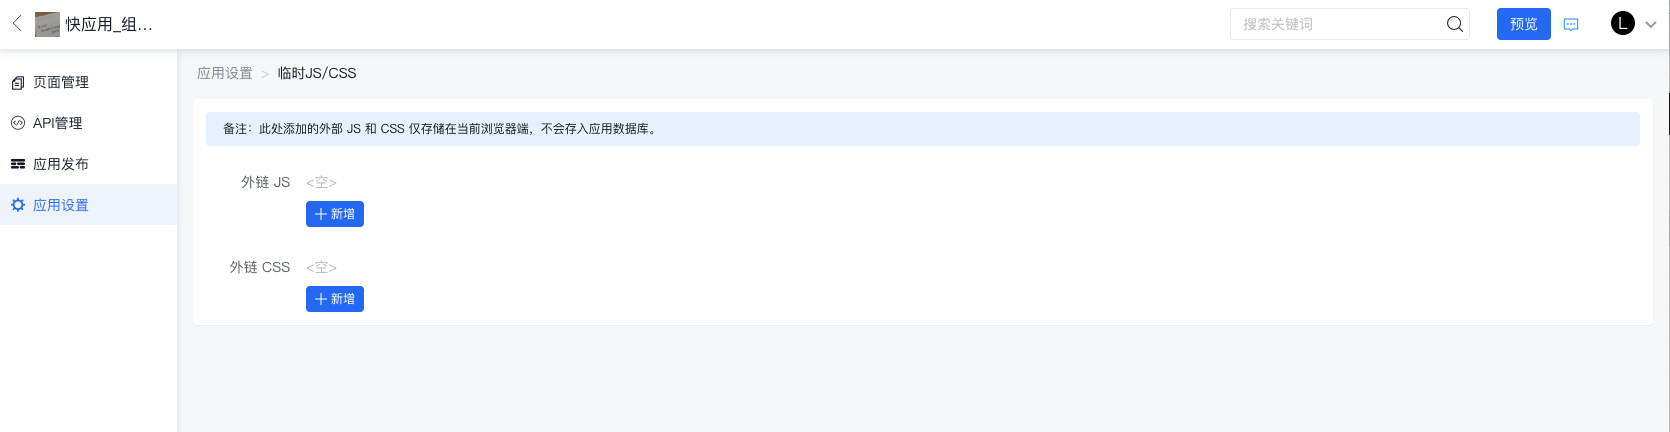 快应用_组...
搜索关键词
预览
L
页面管理
API管理
应用发布
应用设置
应用设置 > 临时JS/CSS
备注：此处添加的外部 JS 和 CSS 仅存储在当前浏览器端，不会存入应用数据库。
外链 JS <空>
新增
外链 CSS <空>
新增